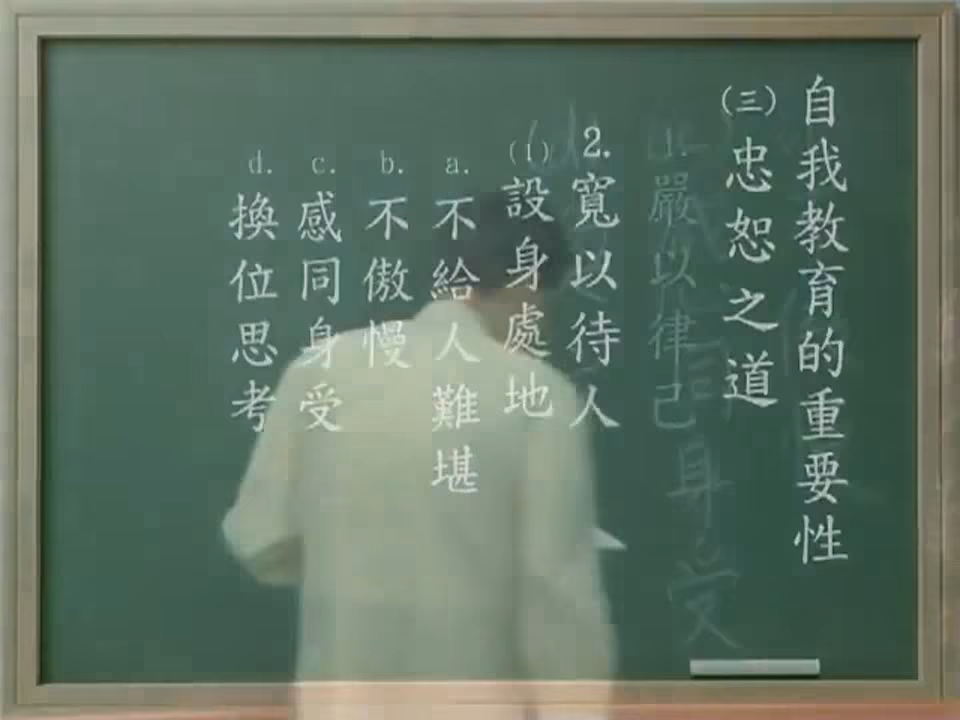 自我教育的重要性
(三)忠恕之道
1.嚴以律己
身受
2.寬以待人
(1)設身處地
a.不給人難堪
b.不傲慢
c.感同身受
d.換位思考